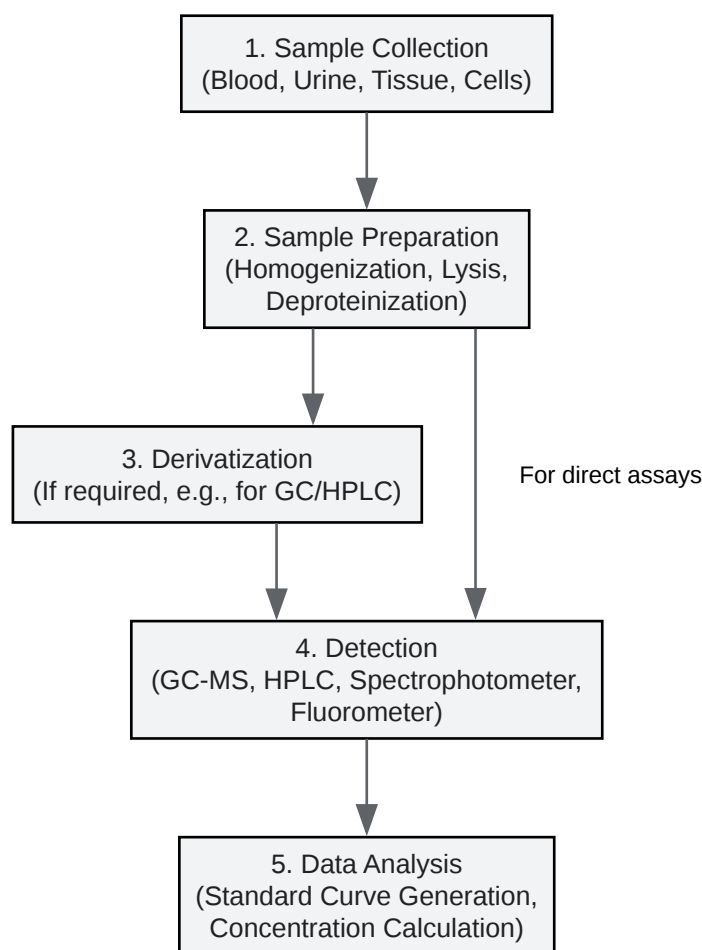 1. Sample Collection
(Blood, Urine, Tissue, Cells)
2. Sample Preparation
(Homogenization, Lysis,
Deproteinization)
3. Derivatization
(If required, e.g., for GC/HPLC)
For direct assays
4. Detection
(GC-MS, HPLC, Spectrophotometer,
Fluorometer)
5. Data Analysis
(Standard Curve Generation,
Concentration Calculation)